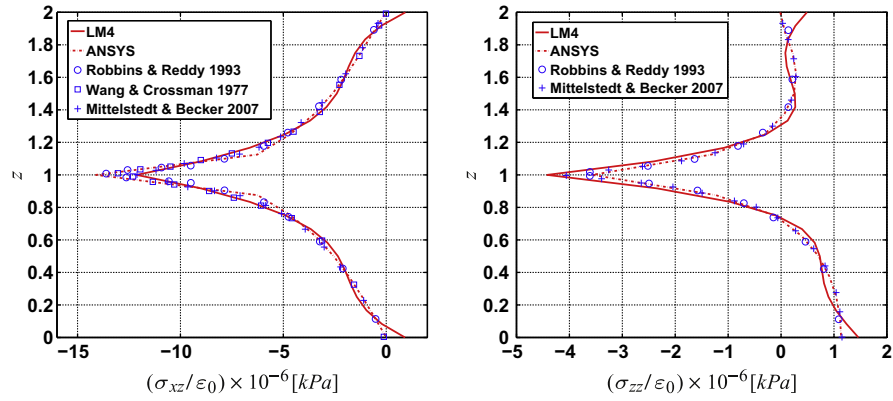 2
1.8
1.6
1.4
1.2
1
0.8
0.6
0.4
0.2
0
z
LM4
ANSYS
Robbins & Reddy 1993
Wang & Crossman 1977
Mittelstedt & Becker 2007
−15 −10 −5 0
(σxz/ε0) × 10−6 [kPa]
2
1.8
1.6
1.4
1.2
1
0.8
0.6
0.4
0.2
0
z
LM4
ANSYS
Robbins & Reddy 1993
Mittelstedt & Becker 2007
−5 −4 −3 −2 −1 0 1 2
(σzz/ε0) × 10−6 [kPa]